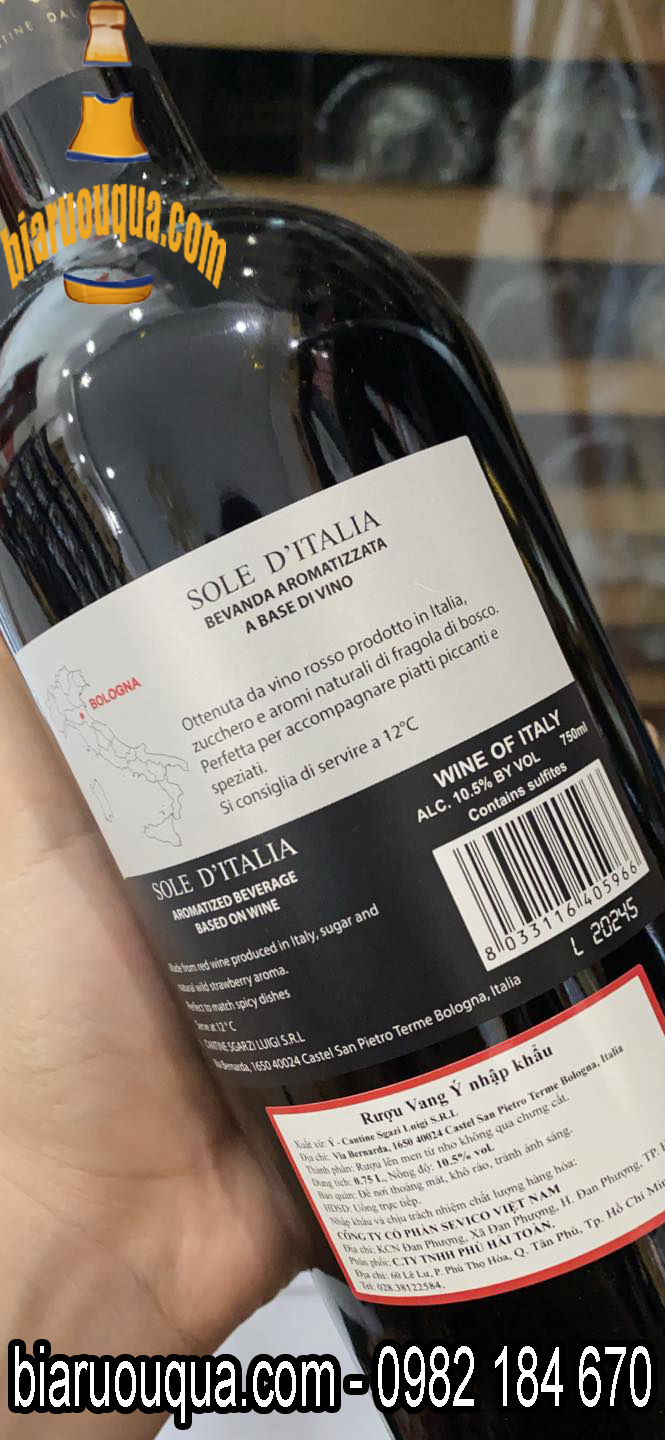 TINE DAL
biaruouqua.com
SOLE D'ITALIA
BEVANDA AROMATIZZATA
A BASE DI VINO
BOLOGNA
Ottenuta da vino rosso prodotto in Italia,
zucchero e aromi naturali di fragola di bosco.
Perfetta per accompagnare piatti piccanti e
speziati.
Si consiglia di servire a 12°C
WINE OF ITALY
ALC. 10.5% BY VOL 750ml
Contains sulfites
8 033116 405966
L 20245
SOLE D'ITALIA
AROMATIZED BEVERAGE
BASED ON WINE
Made from red wine produced in Italy, sugar and
natural wild strawberry aroma.
Perfect to match spicy dishes
Serve at 12° C
CANTINE SGARZI LUIGI S.R.L
Via Bernarda, 1650 40024 Castel San Pietro Terme Bologna, Italia
Rượu Vang Ý nhập khẩu
Xuất xứ: Ý - Cantine Sgazi Luigi S.R.L
Địa chỉ: Via Bernarda, 1650 40024 Castel San Pietro Terme Bologna, Italia
Thành phần: Rượu lên men từ nho không qua chưng cất.
Dung tích: 0.75 L, Nồng độ: 10.5% vol.
Bảo quản: Để nơi thoáng mát, khô ráo, tránh ánh sáng.
HDSD: Uống trực tiếp.
Nhập khẩu và chịu trách nhiệm chất lượng hàng hóa:
CÔNG TY CỔ PHẦN SEVICO VIỆT NAM
Địa chỉ: KCN Đan Phượng, Xã Đan Phượng, H. Đan Phượng, TP.
Phân phối: C.TY TNHH PHÚ HẢI TOÀN.
Địa chỉ: 60 Lê Lư, P. Phú Thọ Hòa, Q. Tân Phú, Tp. Hồ Chí
Tel: 028.38122584.
biaruouqua.com - 0982 184 670